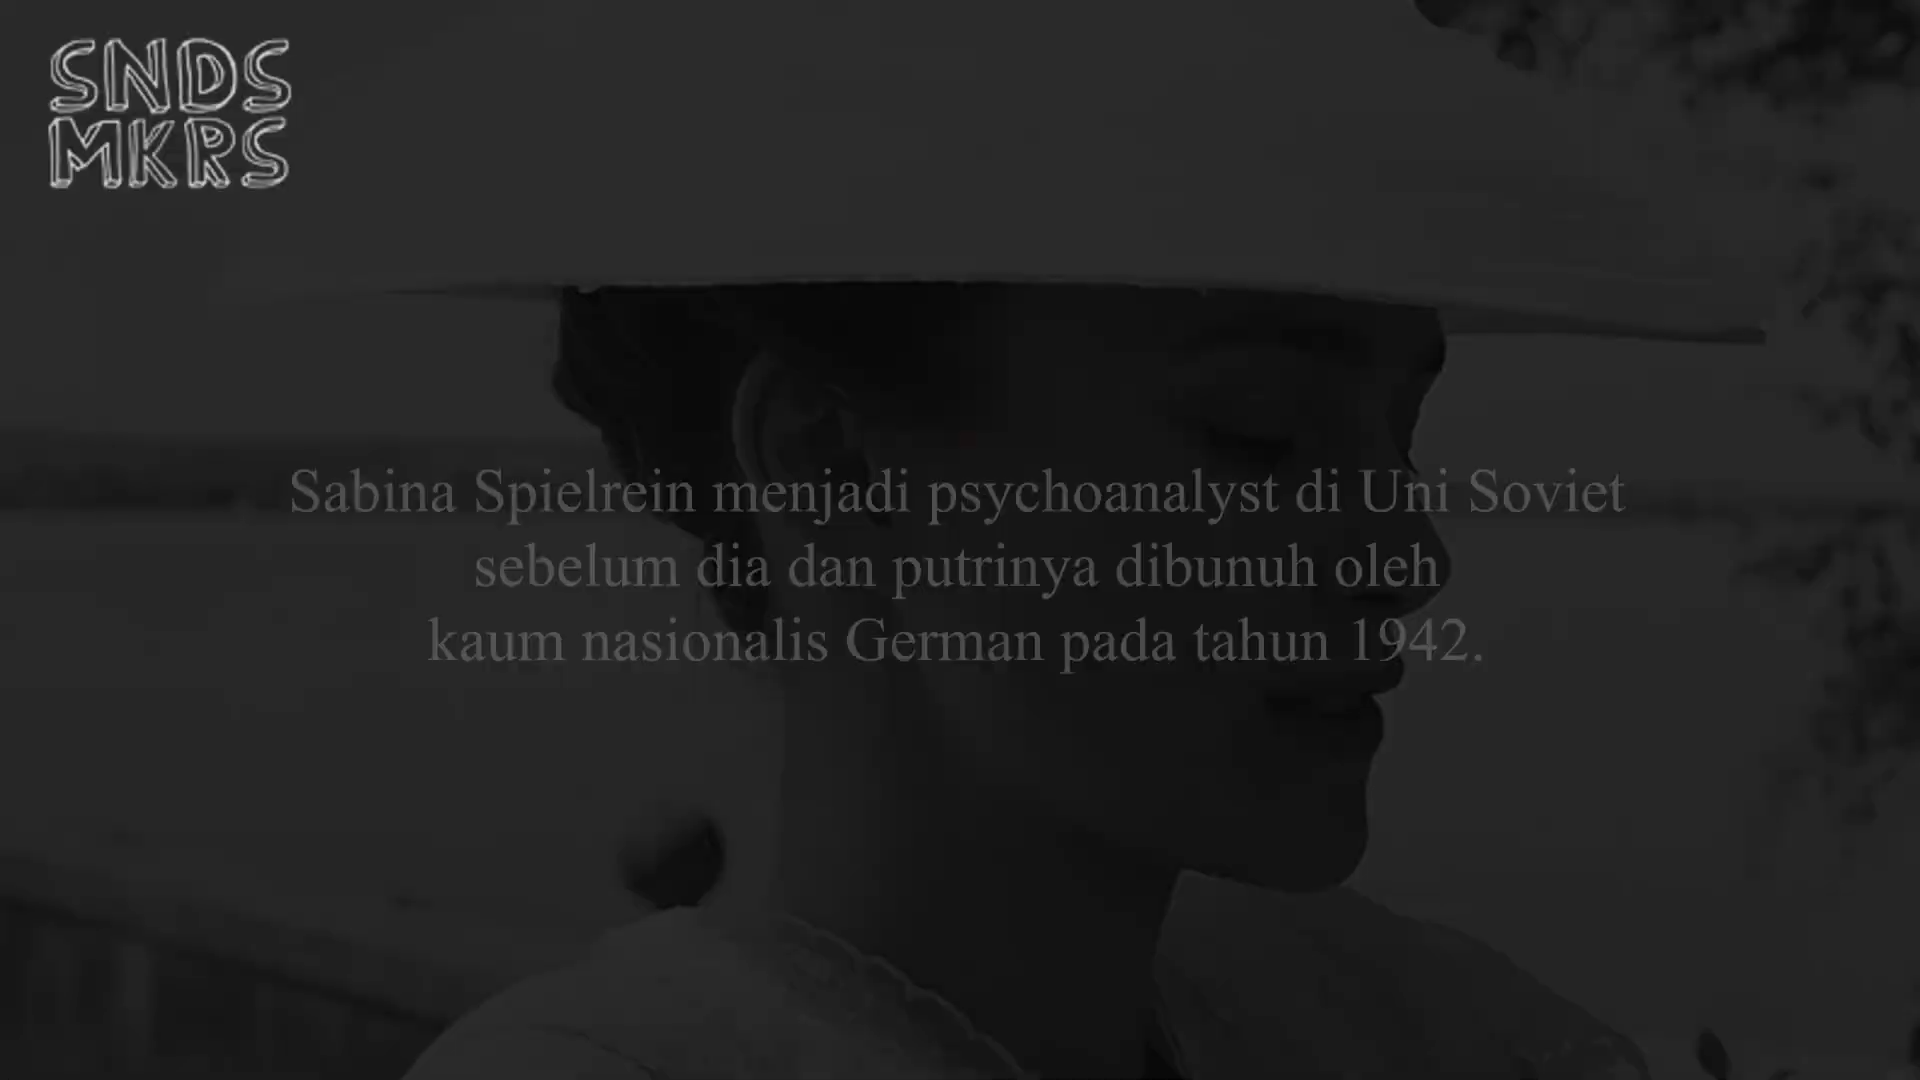 SNDS
MKRS
Sabina Spielrein menjadi psychoanalyst di Uni Soviet
sebelum dia dan putrinya dibunuh oleh
kaum nasionalis German pada tahun 1942.